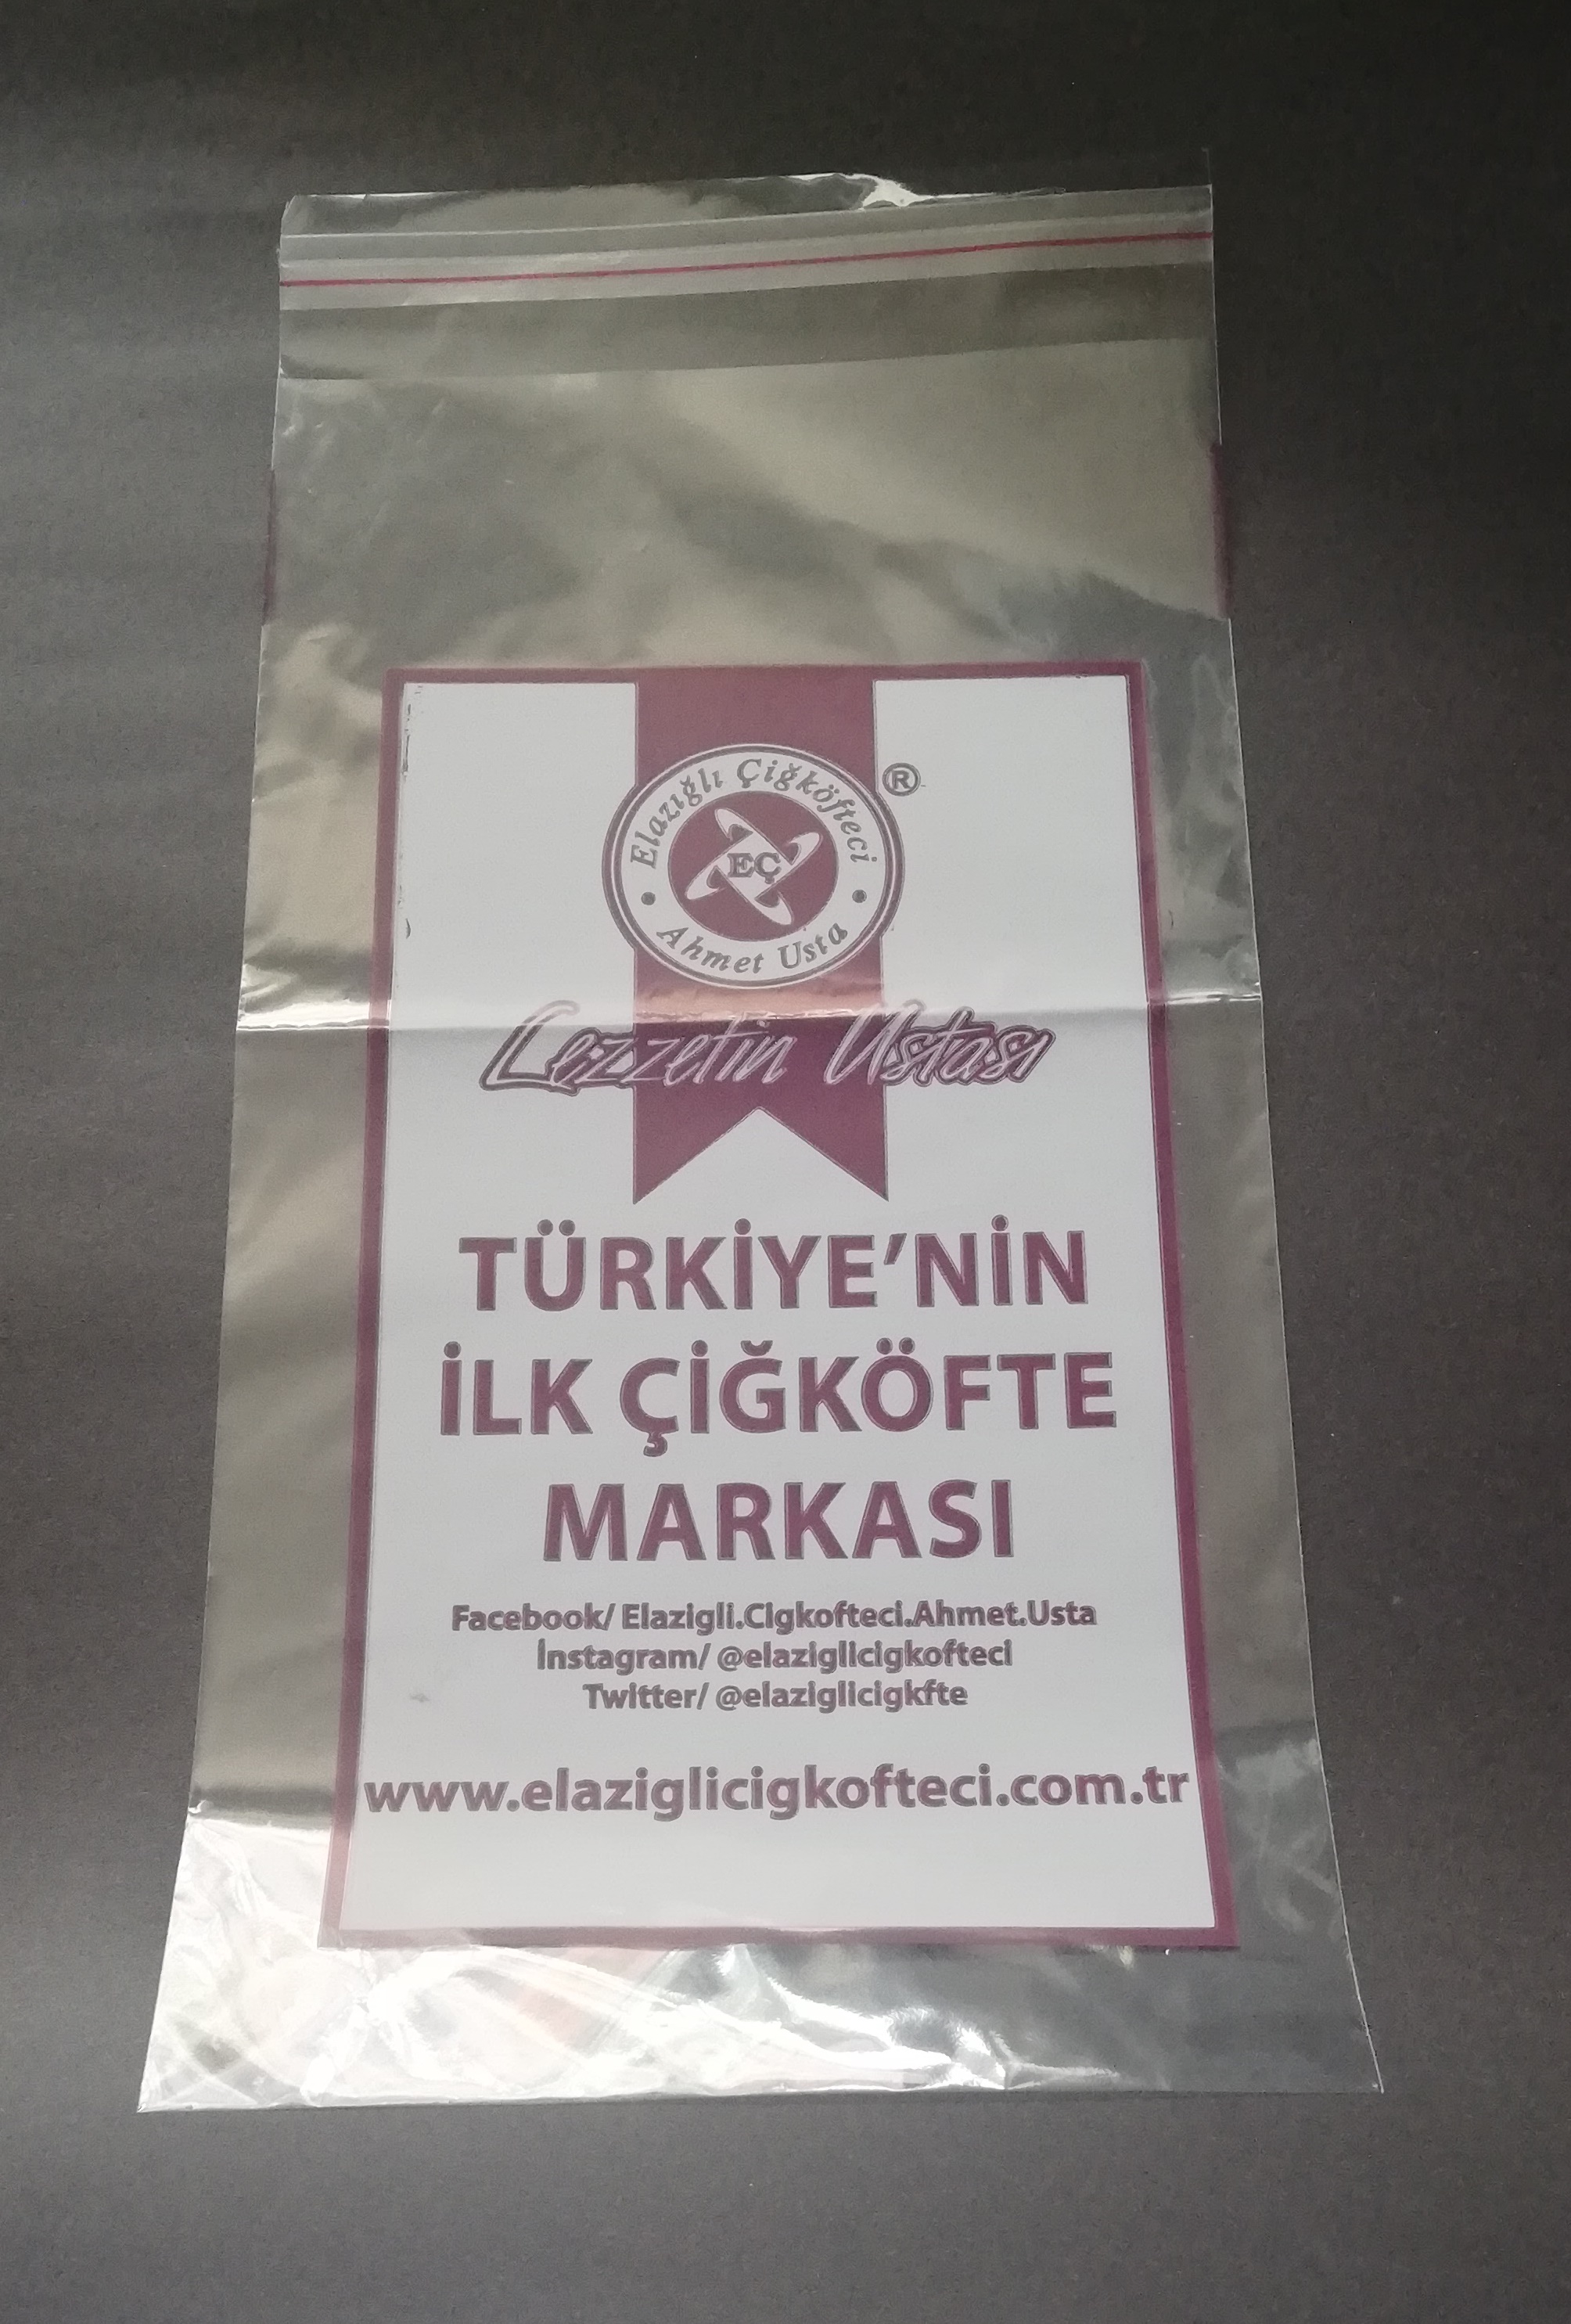 Elazığlı Çiğköfteci
®
EÇ
Ahmet Usta
Lezzetin Ustası
TÜRKİYE'NİN
İLK ÇİĞKÖFTE
MARKASI
Facebook/ Elazigli.Cigkofteci.Ahmet.Usta
İnstagram/ @elaziglicigkofteci
Twitter/ @elaziglicigkfte
www.elaziglicigkofteci.com.tr